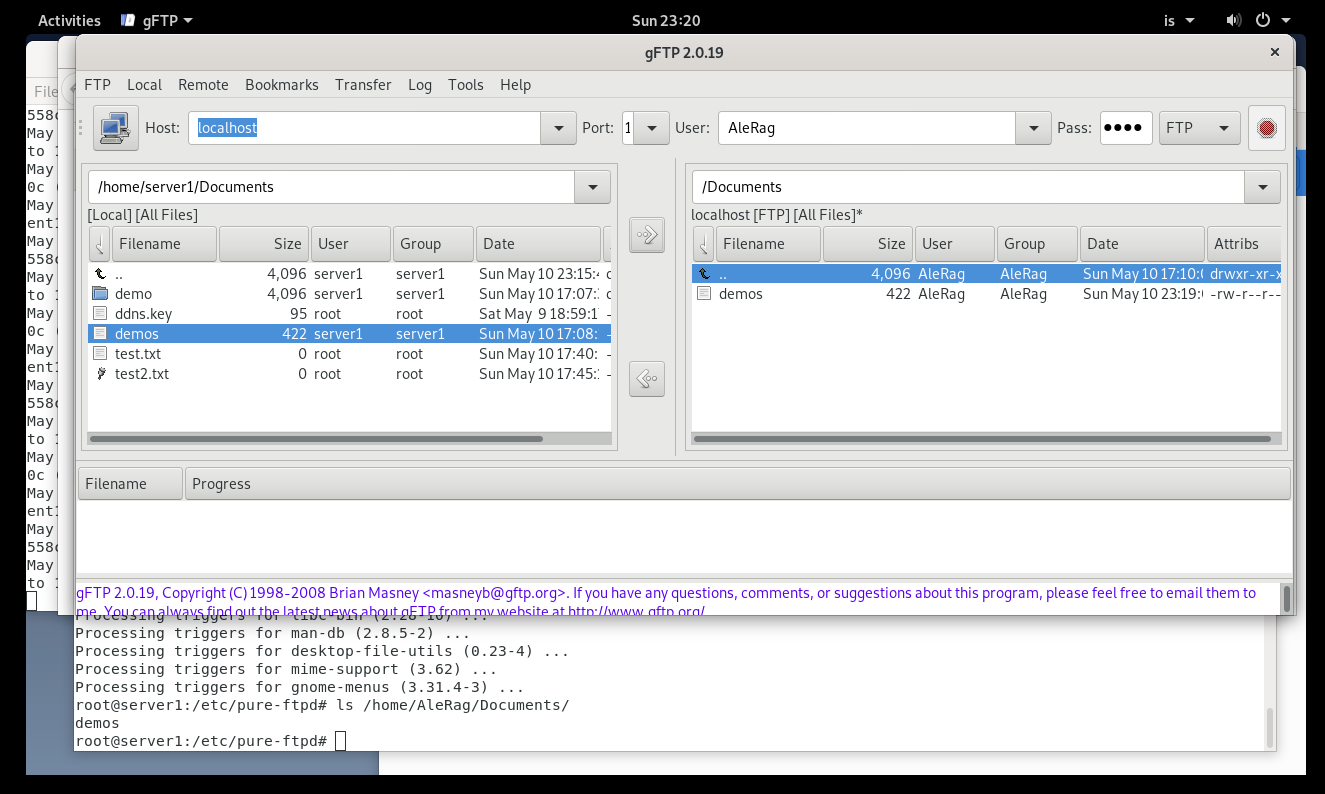 Activities gFTP Sun 23:20 is
gFTP 2.0.19
File
FTP Local Remote Bookmarks Transfer Log Tools Help
Host: localhost Port: User: AleRag Pass: ●●●● FTP
/home/server1/Documents
/Documents
[Local] [All Files]
localhost [FTP] [All Files]*
Filename Size User Group Date
Filename Size User Group Date Attribs
.. 4,096 server1 server1 Sun May 10 23:15:
.. 4,096 AleRag AleRag Sun May 10 17:10: drwxr-xr-x
demo 4,096 server1 server1 Sun May 10 17:07:
demos 422 AleRag AleRag Sun May 10 23:19: -rw-r--r--
ddns.key 95 root root Sat May 9 18:59:1
demos 422 server1 server1 Sun May 10 17:08:
test.txt 0 root root Sun May 10 17:40:
test2.txt 0 root root Sun May 10 17:45:
Filename Progress
gFTP 2.0.19, Copyright (C) 1998-2008 Brian Masney <masneyb@gftp.org>. If you have any questions, comments, or suggestions about this program, please feel free to email them to
me. You can always find out the latest news about gFTP from my website at http://www.gftp.org/
Processing triggers for libc-bin (2.28-10) ...
Processing triggers for man-db (2.8.5-2) ...
Processing triggers for desktop-file-utils (0.23-4) ...
Processing triggers for mime-support (3.62) ...
Processing triggers for gnome-menus (3.31.4-3) ...
root@server1:/etc/pure-ftpd# ls /home/AleRag/Documents/
demos
root@server1:/etc/pure-ftpd#
558
May
to 1
May
0c
May
ent1
May
558
May
to 1
May
0c
May
ent1
May
558
May
to 1
May
0c
May
ent1
May
558
May
to 1